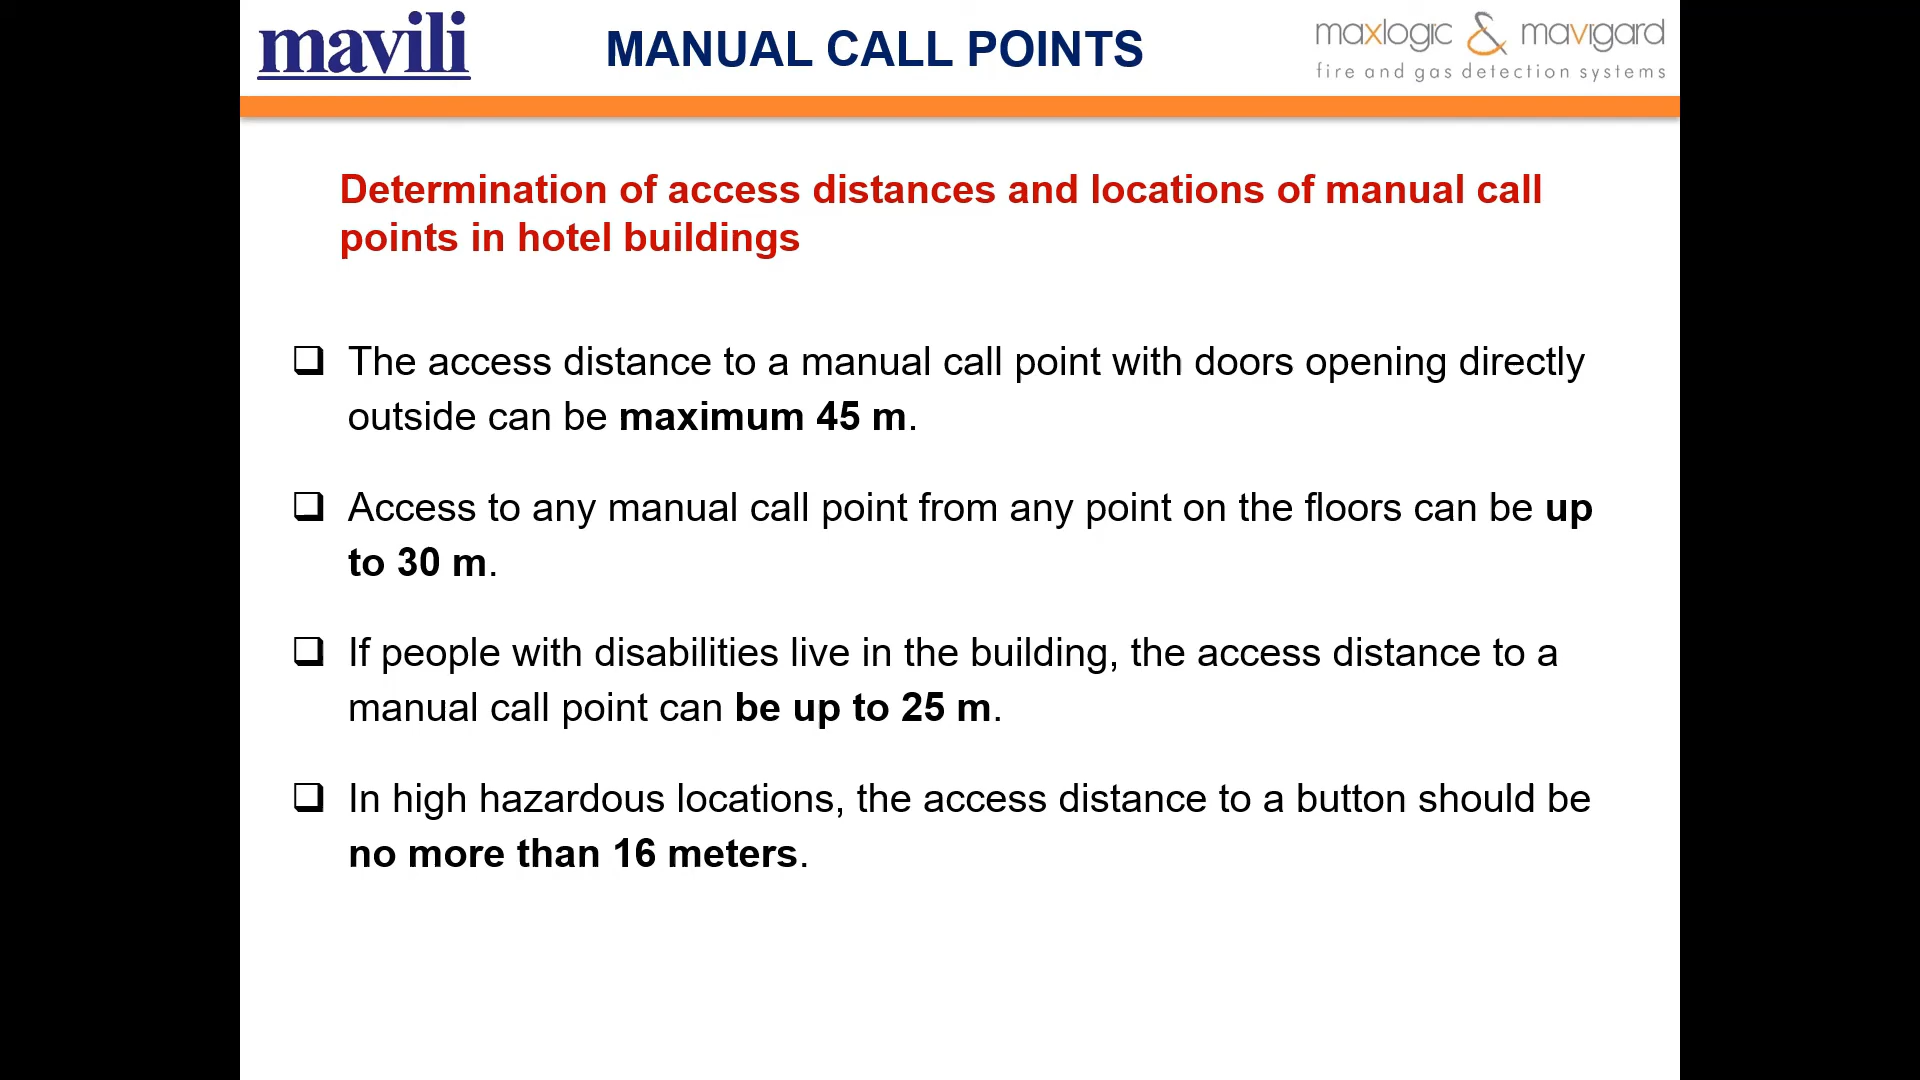 mavili
MANUAL CALL POINTS
maxlogic & mavigard
fire and gas detection systems
Determination of access distances and locations of manual call
points in hotel buildings
The access distance to a manual call point with doors opening directly
outside can be maximum 45 m.
Access to any manual call point from any point on the floors can be up
to 30 m.
If people with disabilities live in the building, the access distance to a
manual call point can be up to 25 m.
In high hazardous locations, the access distance to a button should be
no more than 16 meters.